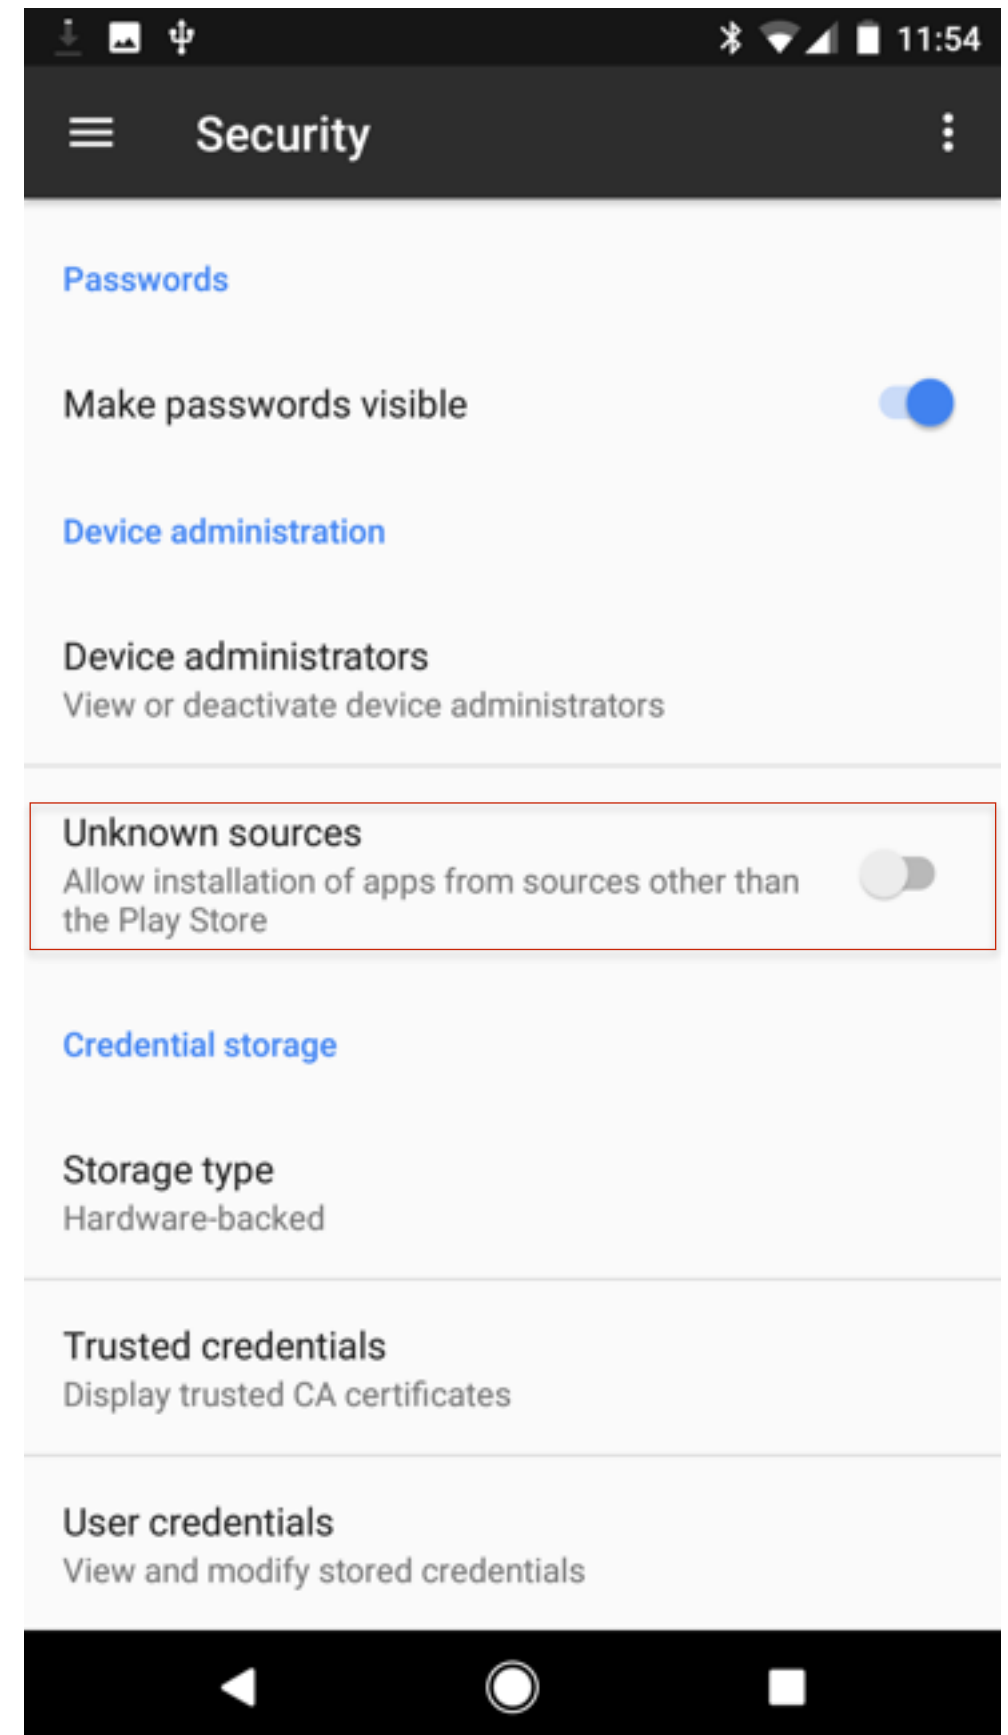 11:54
Security
Passwords
Make passwords visible
Device administration
Device administrators
View or deactivate device administrators
Unknown sources
Allow installation of apps from sources other than
the Play Store
Credential storage
Storage type
Hardware-backed
Trusted credentials
Display trusted CA certificates
User credentials
View and modify stored credentials